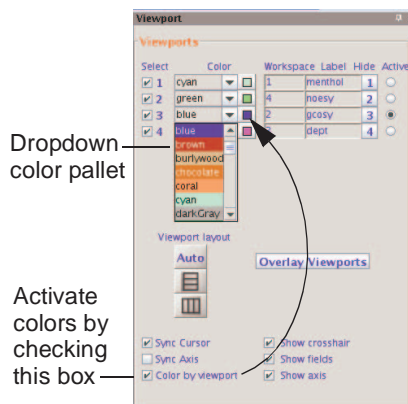 Viewport
Viewports
Select Color Workspace Label Hide Active
1 cyan 1 menthol 1
2 green 4 noesy 2
3 blue 2 gcosy 3
4 dept 4
blue
brown
burlywood
chocolate
coral
cyan
darkGray
Dropdown
color pallet
Viewport layout
Auto
Overlay Viewports
Activate
colors by
checking
this box
Sync Cursor Show crosshair
Sync Axis Show fields
Color by viewport Show axis